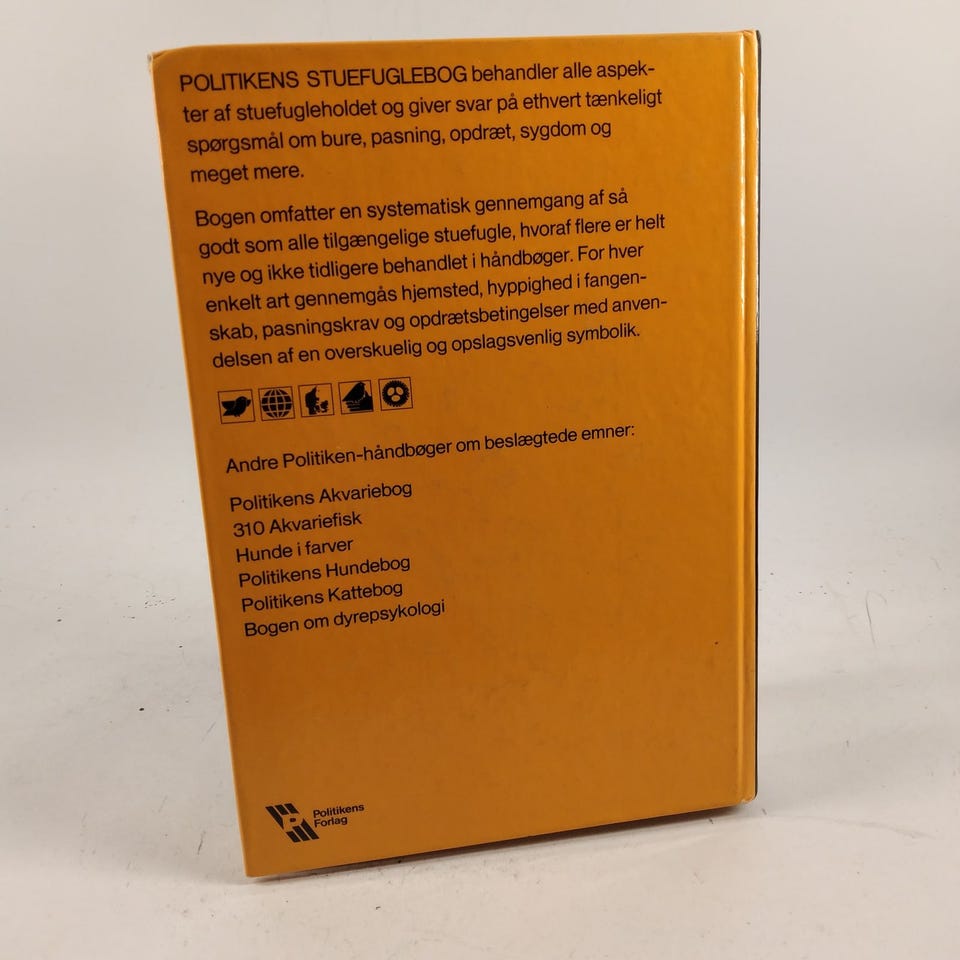 POLITIKENS STUEFUGLEBOG behandler alle aspek-
ter af stuefugleholdet og giver svar på ethvert tænkeligt
spørgsmål om bure, pasning, opdræt, sygdom og
meget mere.
Bogen omfatter en systematisk gennemgang af så
godt som alle tilgængelige stuefugle, hvoraf flere er helt
nye og ikke tidligere behandlet i håndbøger. For hver
enkelt art gennemgås hjemsted, hyppighed i fangen-
skab, pasningskrav og opdrætsbetingelser med anven-
delsen af en overskuelig og opslagsvenlig symbolik.
Andre Politiken-håndbøger om beslægtede emner:
Politikens Akvariebog
310 Akvariefisk
Hunde i farver
Politikens Hundebog
Politikens Kattebog
Bogen om dyrepsykologi
Politikens
Forlag